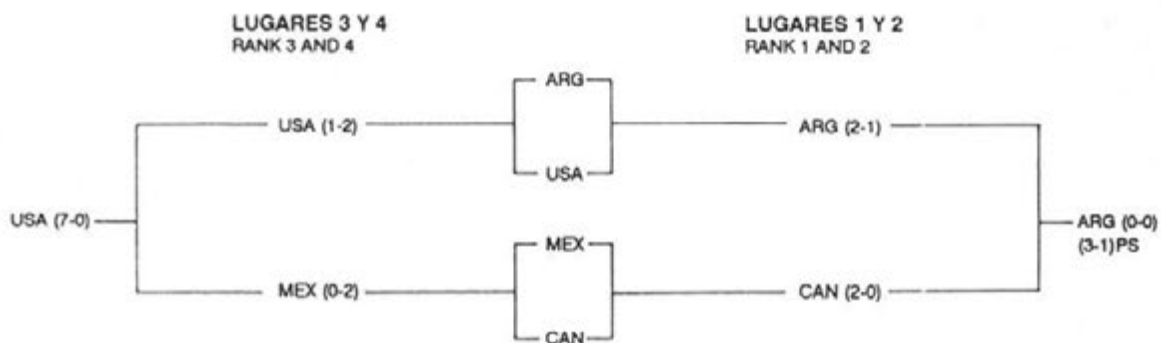 LUGARES 3 Y 4
RANK 3 AND 4
LUGARES 1 Y 2
RANK 1 AND 2
ARG
USA (1-2)
ARG (2-1)
USA
USA (7-0)
ARG (0-0)
(3-1)PS
MEX
MEX (0-2)
CAN (2-0)
CAN